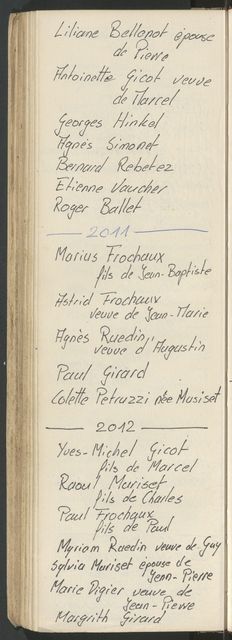 Liliane Bellenot épouse
de Pierre
Antoinette Gicot veuve
de Marcel
Georges Hinkel
Agnès Simonet
Bernard Rebetez
Etienne Vaucher
Roger Ballet
2011
Marius Frochaux
fils de Jean-Baptiste
Astrid Frochaux
veuve de Jean-Marie
Agnès Ruedin,
veuve d'Augustin
Paul Girard
Colette Petruzzi née Muriset
2012
Yves-Michel Gicot
fils de Marcel
Raoul Muriset
fils de Charles
Paul Frochaux
fils de Paul
Myriam Ruedin veuve de Guy
Sylvia Muriset épouse de
Jean-Pierre
Marie Digier veuve de
Jean-Pierre
Margrith Girard